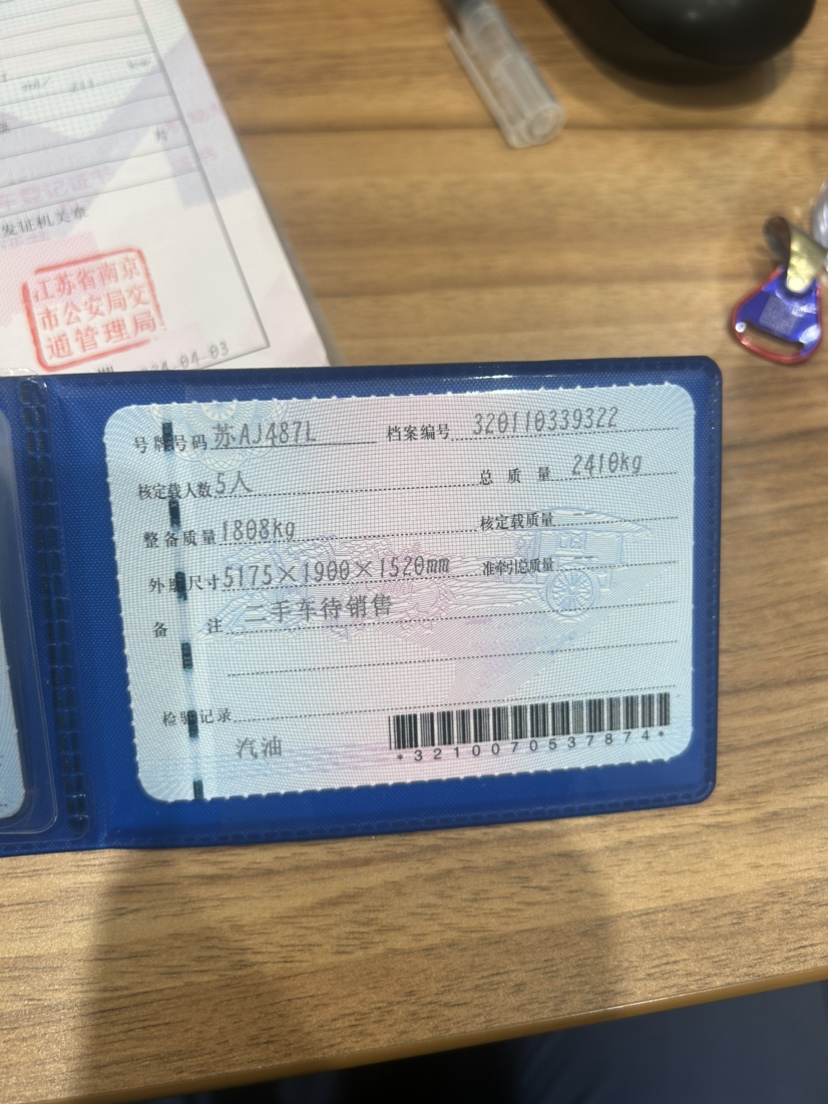 发证机关章
江苏省南京
市公安局交
通管理局
24-04-03
号牌号码 苏AJ487L 档案编号 320110339322
核定载人数 5人 总质量 2410kg
整备质量 1808kg 核定载质量
外廓尺寸 5175×1900×1520mm 准牵引总质量
备注 二手车待销售
检验记录
汽油
*3210070537874*